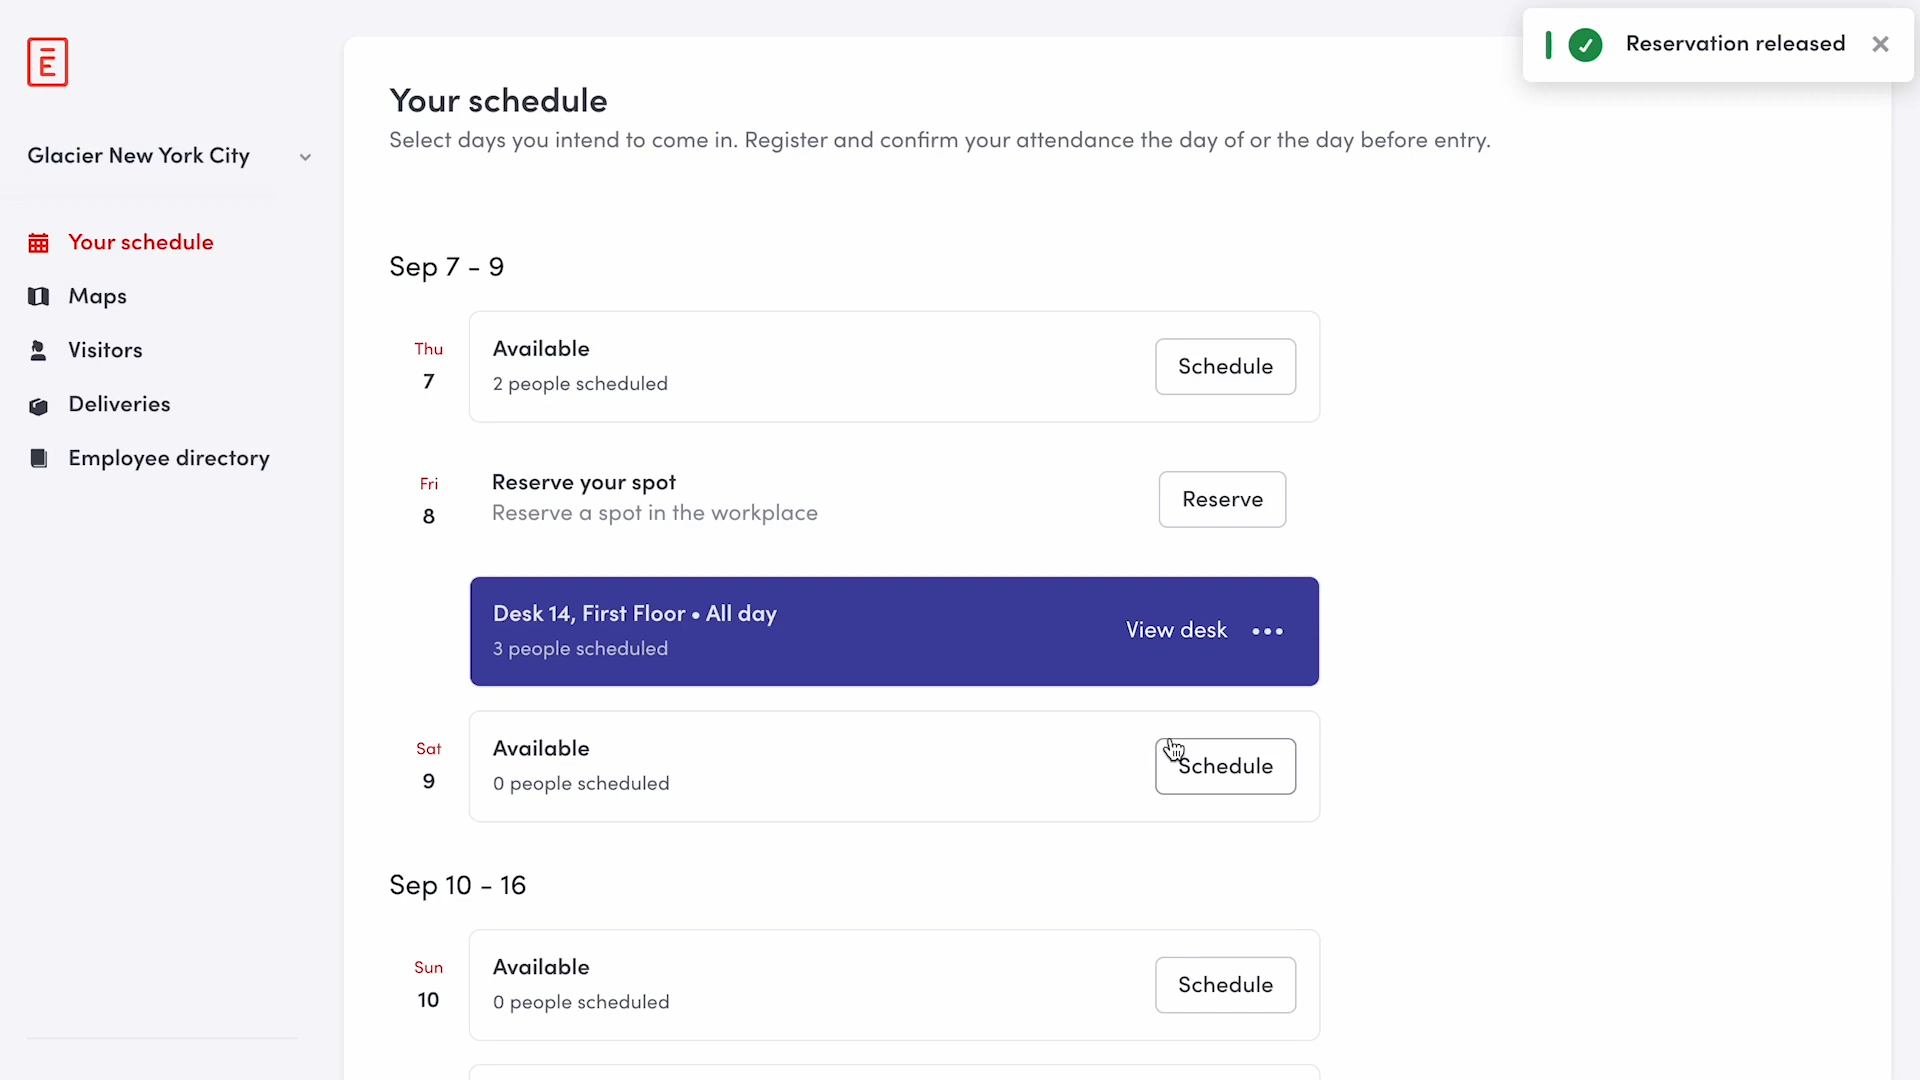 Reservation released
E
Your schedule
Select days you intend to come in. Register and confirm your attendance the day of or the day before entry.
Glacier New York City
Your schedule
Maps
Visitors
Deliveries
Employee directory
Sep 7 - 9
Thu
7
Available
2 people scheduled
Schedule
Fri
8
Reserve your spot
Reserve a spot in the workplace
Reserve
Desk 14, First Floor • All day
3 people scheduled
View desk
Sat
9
Available
0 people scheduled
Schedule
Sep 10 - 16
Sun
10
Available
0 people scheduled
Schedule